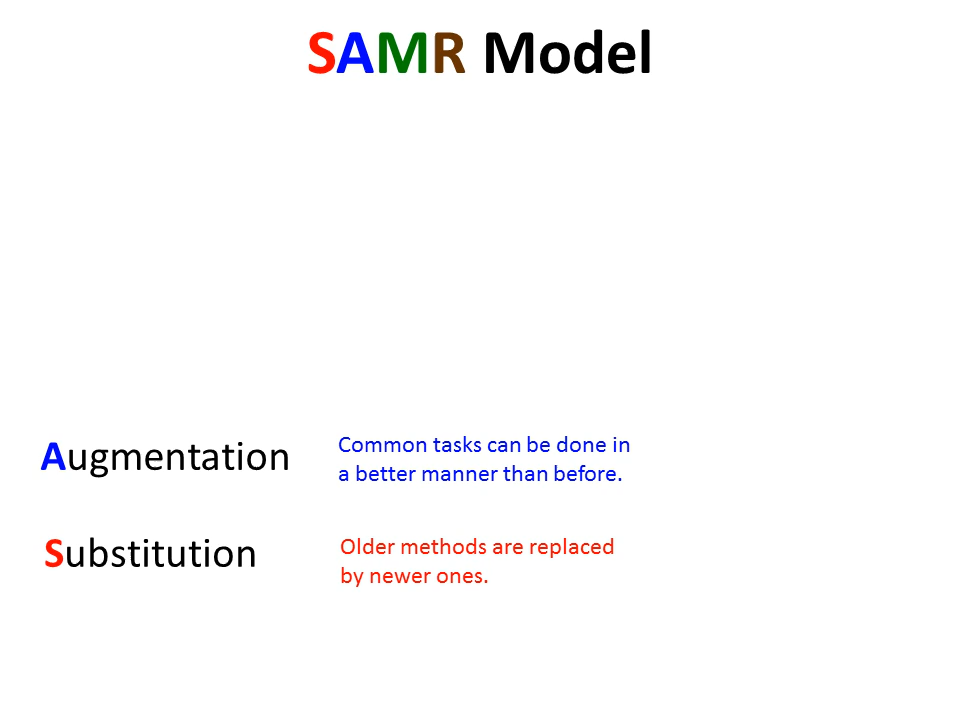 SAMR Model
Augmentation
Common tasks can be done in
a better manner than before.
Substitution
Older methods are replaced
by newer ones.